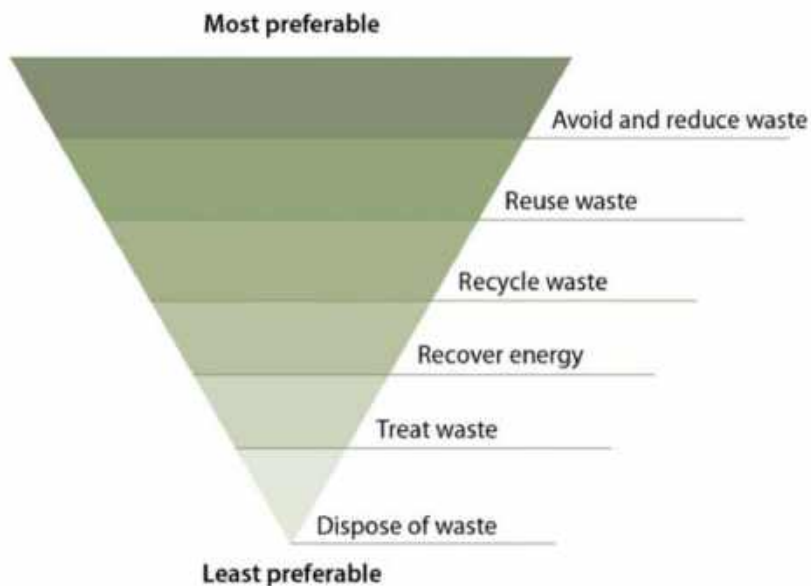 Most preferable
Avoid and reduce waste
Reuse waste
Recycle waste
Recover energy
Treat waste
Dispose of waste
Least preferable